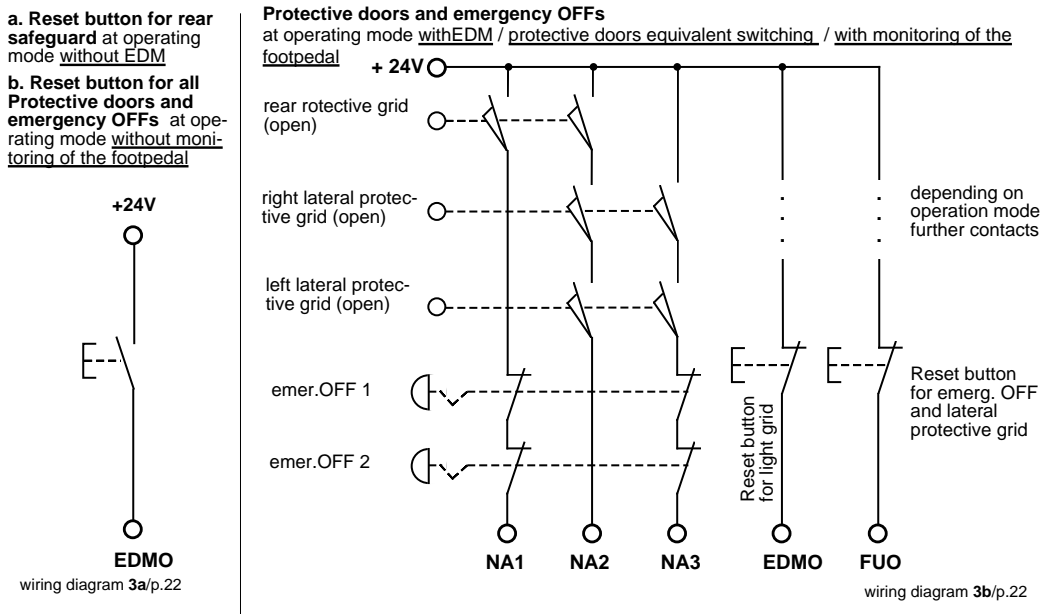 a. Reset button for rear
safeguard at operating
mode without EDM
b. Reset button for all
Protective doors and
emergency OFFs at ope-
rating mode without moni-
toring of the footpedal
+24V
EDMO
wiring diagram 3a/p.22
Protective doors and emergency OFFs
at operating mode withEDM / protective doors equivalent switching / with monitoring of the
footpedal
+ 24V
rear rotective grid
(open)
right lateral protec-
tive grid (open)
left lateral protec-
tive grid (open)
emer.OFF 1
emer.OFF 2
depending on
operation mode
further contacts
Reset button
for light grid
Reset button
for emerg. OFF
and lateral
protective grid
NA1 NA2 NA3 EDMO FUO
wiring diagram 3b/p.22